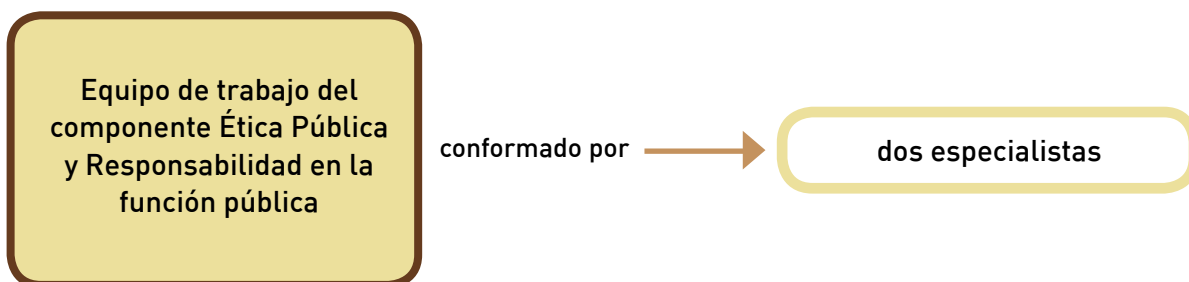 Equipo de trabajo del
componente Ética Pública
y Responsabilidad en la
función pública
conformado por
dos especialistas